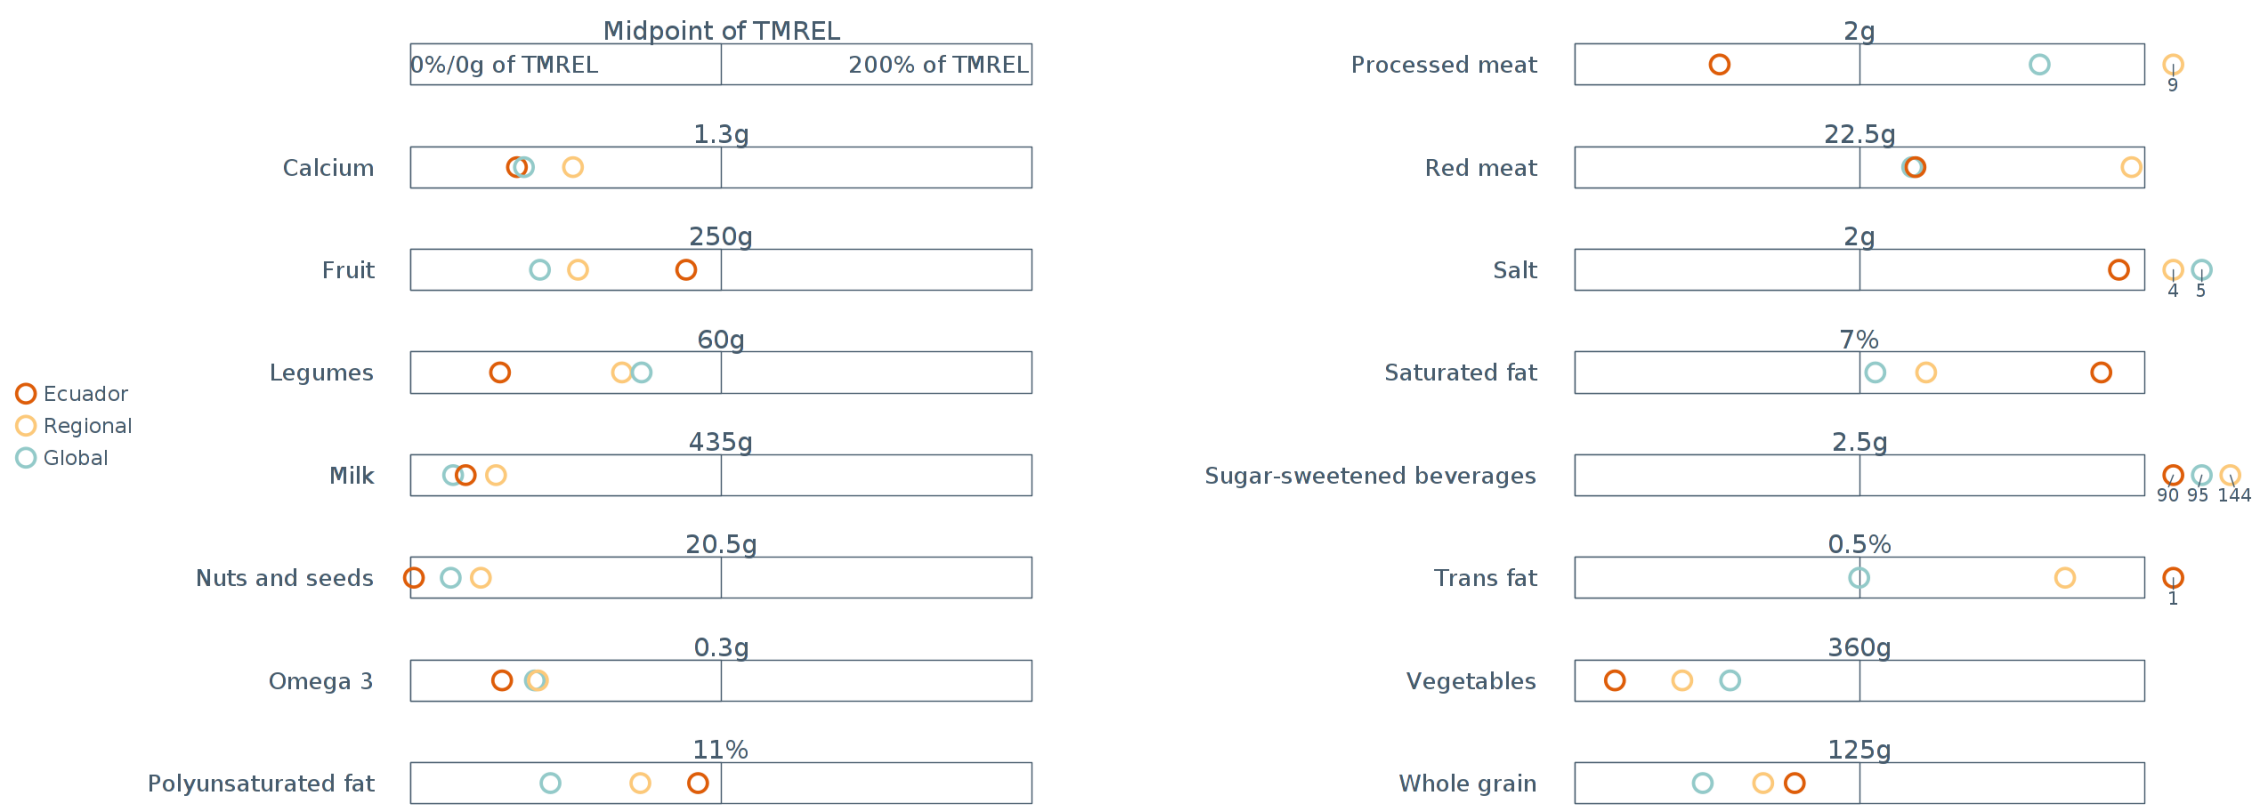 Midpoint of TMREL
0%/0g of TMREL
200% of TMREL
1.3g
Calcium
250g
Fruit
60g
Legumes
435g
Milk
20.5g
Nuts and seeds
0.3g
Omega 3
11%
Polyunsaturated fat
Ecuador
Regional
Global
2g
Processed meat
9
22.5g
Red meat
2g
Salt
4 5
7%
Saturated fat
2.5g
Sugar-sweetened beverages
90 95 144
0.5%
Trans fat
1
360g
Vegetables
125g
Whole grain